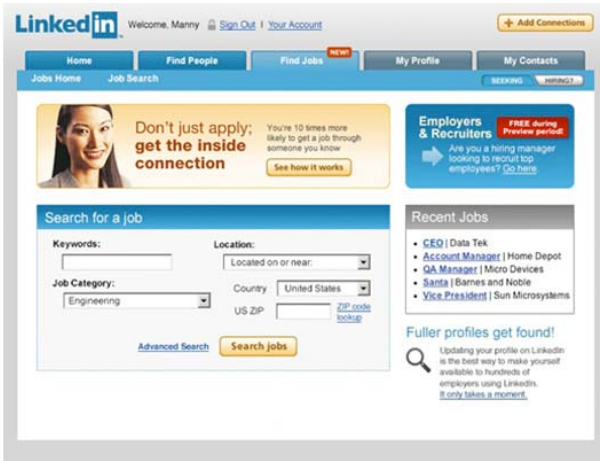 Linked in
Welcome, Manny Sign Out | Your Account
+ Add Connections
Home
Find People
Find Jobs
NEW!
My Profile
My Contacts
Jobs Home Job Search
SEEKING HIRING?
Don't just apply;
get the inside
connection
You're 10 times more
likely to get a job through
someone you know
See how it works
Employers
& Recruiters
FREE during
Preview period!
Are you a hiring manager
looking to recruit top
employees? Go here.
Search for a job
Keywords:
Job Category:
Engineering
Location:
Located on or near:
Country United States
US ZIP
ZIP code
lookup
Advanced Search
Search jobs
Recent Jobs
CEO | Data Tek
Account Manager | Home Depot
QA Manager | Micro Devices
Santa | Barnes and Noble
Vice President | Sun Microsystems
Fuller profiles get found!
Updating your profile on LinkedIn
is the best way to make yourself
available to hundreds of
employers using LinkedIn.
It only takes a moment.